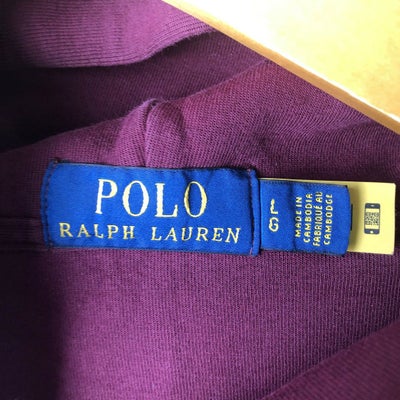 POLO
RALPH LAUREN
L
G
MADE IN
CAMBODIA
FABRIQUÉ AU
CAMBODGE